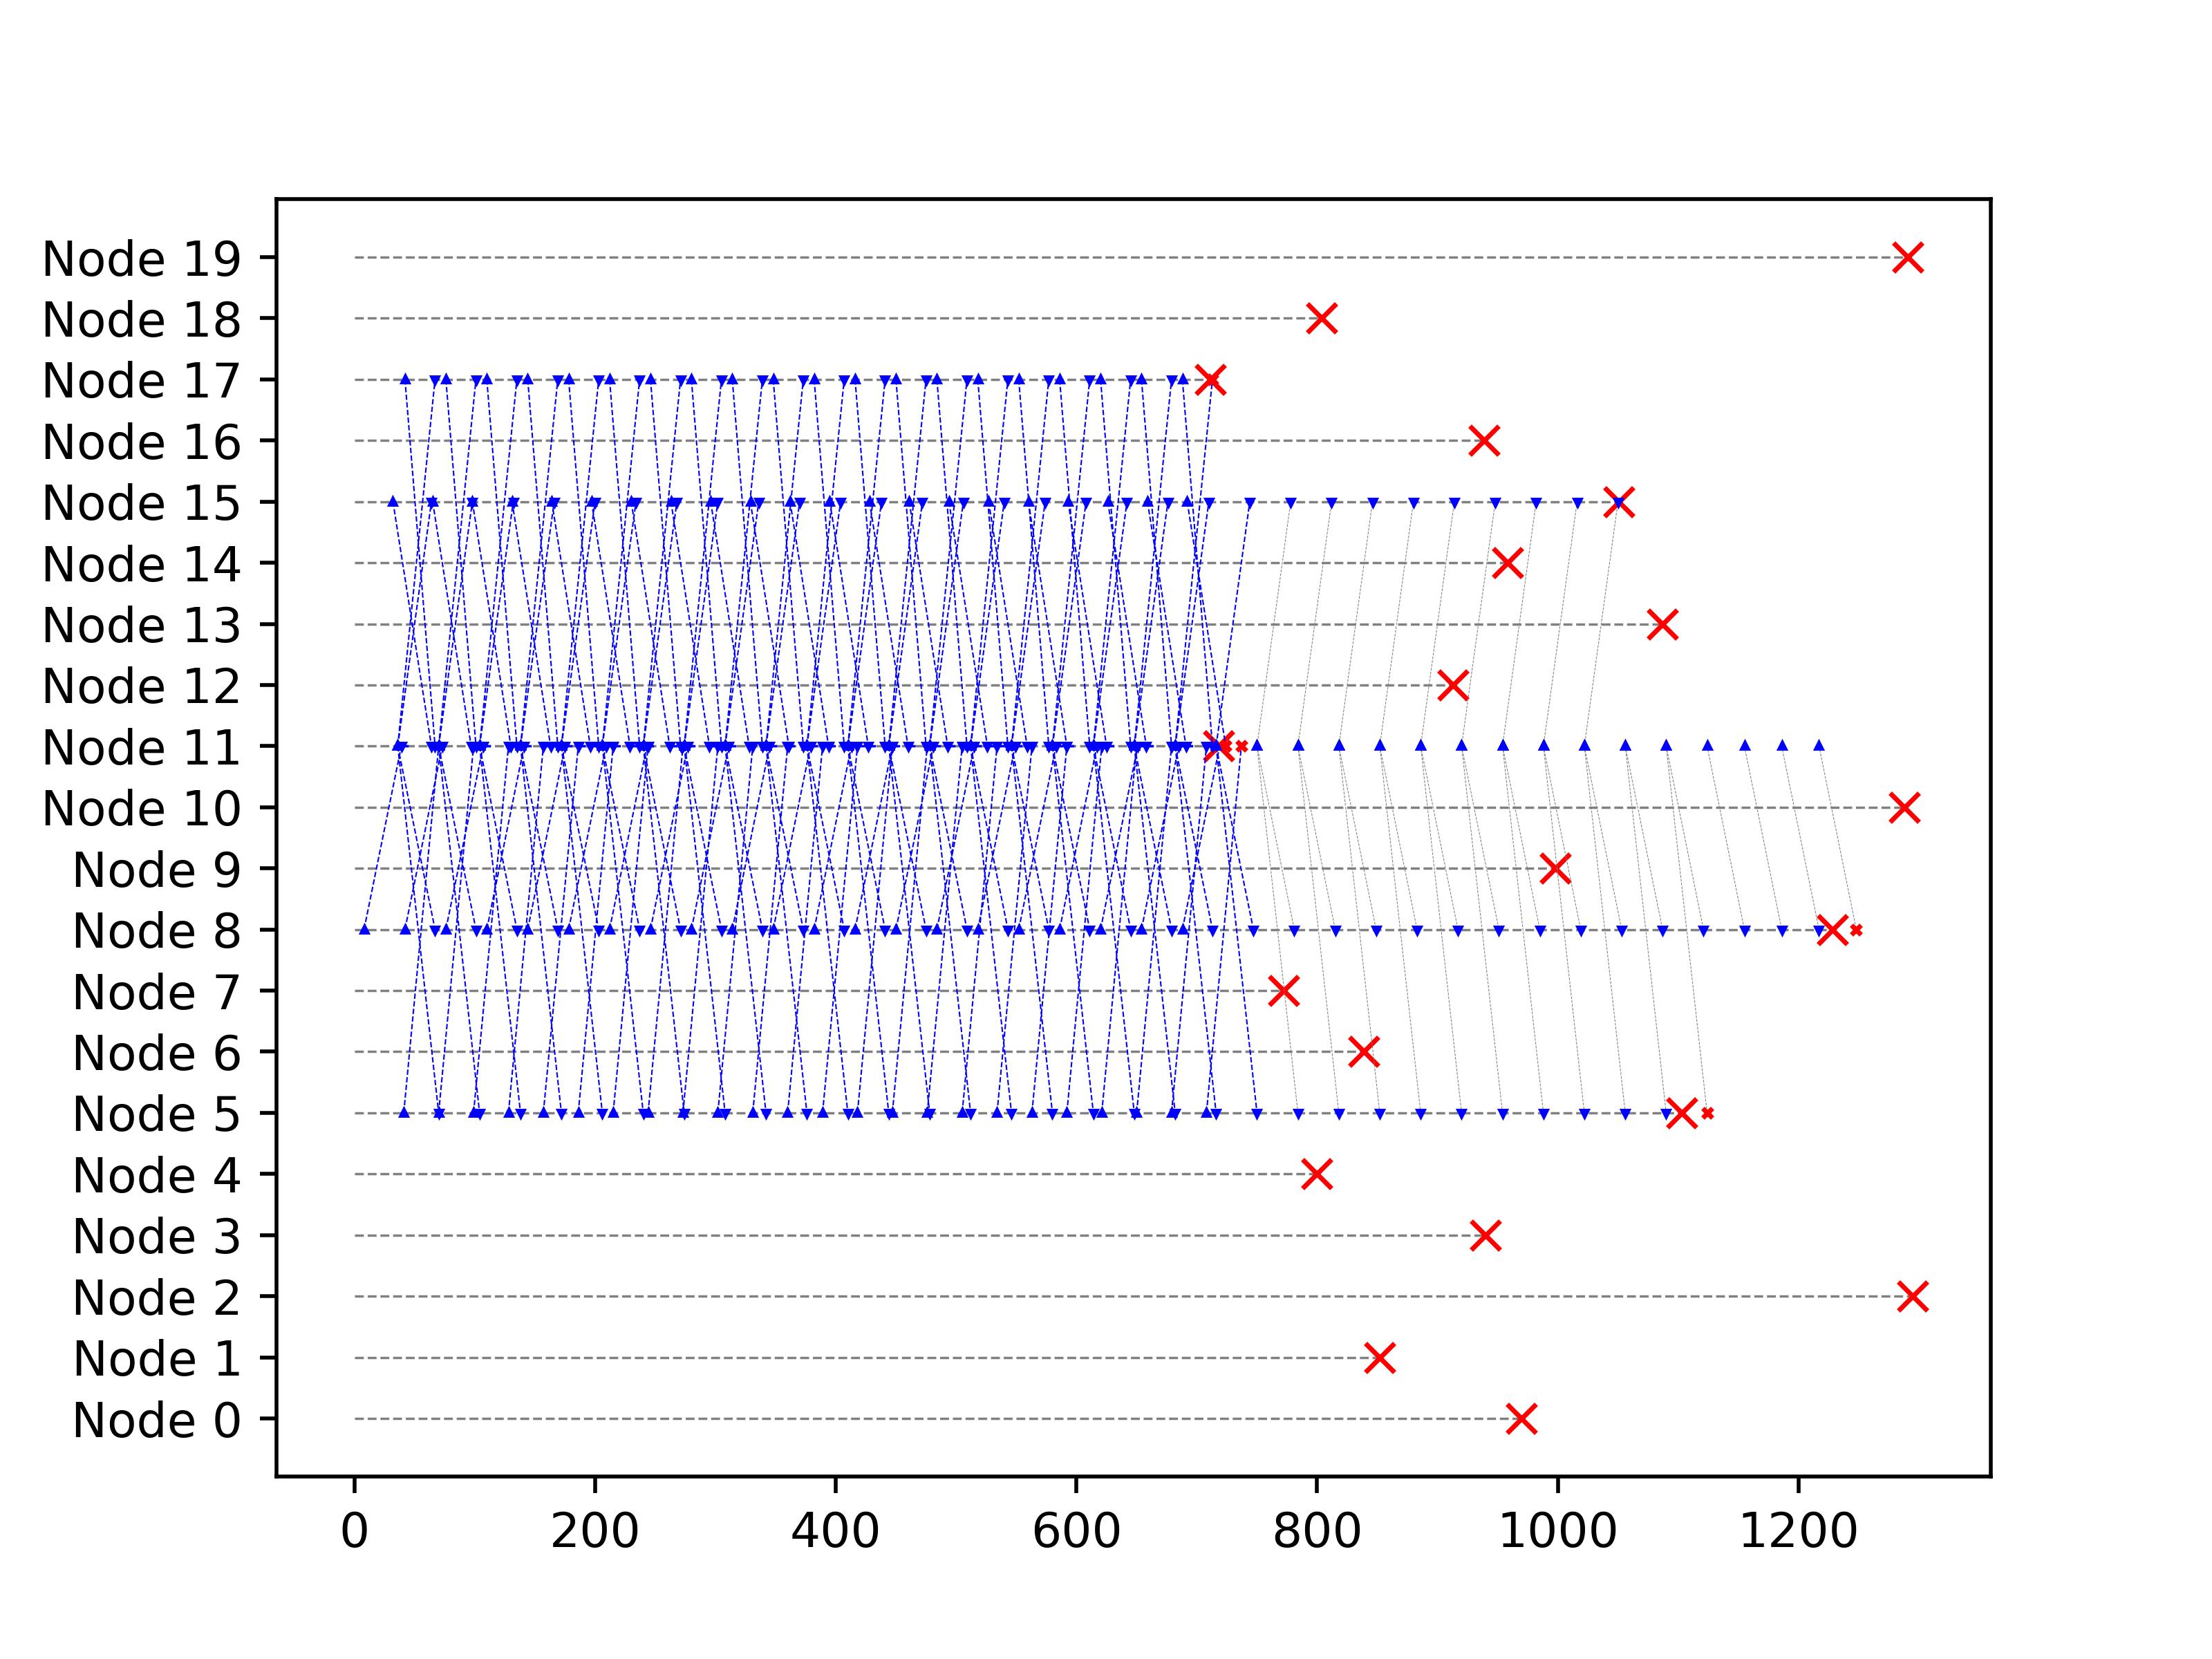 Node 19
Node 18
Node 17
Node 16
Node 15
Node 14
Node 13
Node 12
Node 11
Node 10
Node 9
Node 8
Node 7
Node 6
Node 5
Node 4
Node 3
Node 2
Node 1
Node 0
0 200 400 600 800 1000 1200